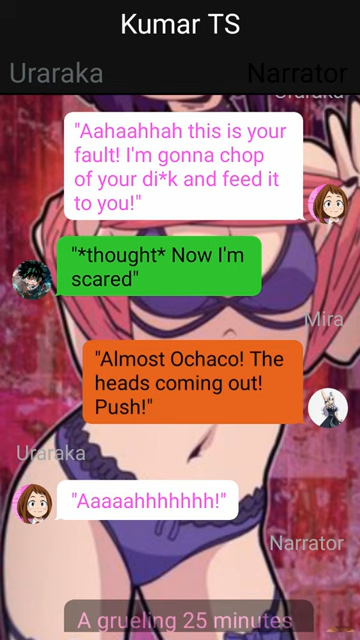 Kumar TS
Uraraka
Narrator
Uraraka
"Aahaahhah this is your
fault! I'm gonna chop
of your di*k and feed it
to you!"
"*thought* Now I'm
scared"
Mira
"Almost Ochaco! The
heads coming out!
Push!"
Uraraka
"Aaaaahhhhhhh!"
Narrator
A grueling 25 minutes